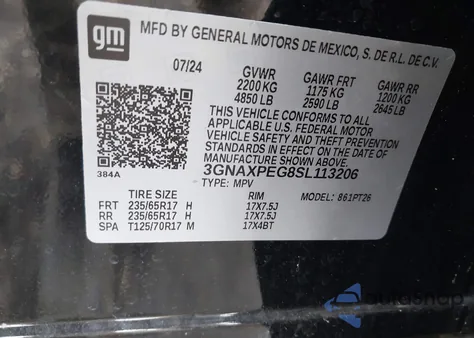 gm
MFD BY GENERAL MOTORS DE MEXICO, S. DE R.L. DE C.V.
07/24 GVWR GAWR FRT GAWR RR
2200 KG 1175 KG 1200 KG
4850 LB 2590 LB 2645 LB
THIS VEHICLE CONFORMS TO ALL
APPLICABLE U.S. FEDERAL MOTOR
VEHICLE SAFETY AND THEFT
PREVENTION STANDARDS IN EFFECT
ON THE DATE OF MANUFACTURE
SHOWN ABOVE.
384A
3GNAXPEG8SL113206
TYPE: MPV MODEL: 861PT26
TIRE SIZE RIM
FRT 235/65R17 H 17X7.5J
RR 235/65R17 H 17X7.5J
SPA T125/70R17 M 17X4BT
autosnap